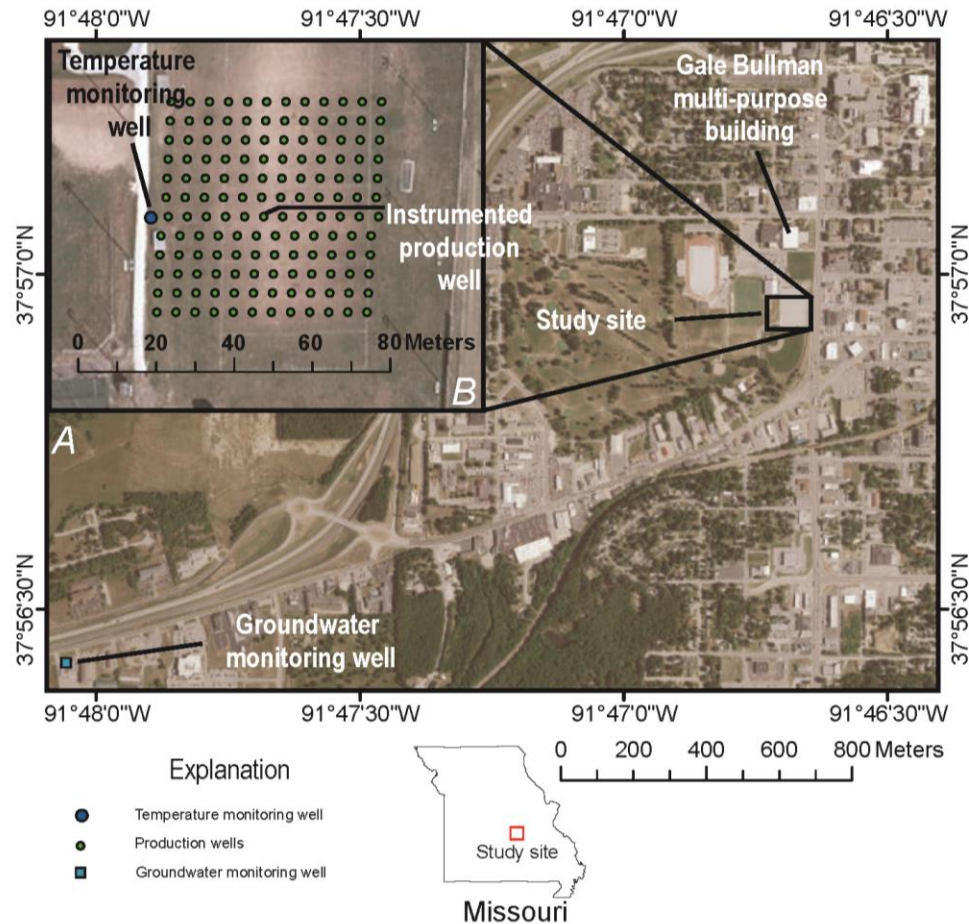 91°48'0"W 91°47'30"W 91°47'0"W 91°46'30"W
Temperature
monitoring
well
Instrumented
production
well
0 20 40 60 80 Meters
B
Gale Bullman
multi-purpose
building
Study site
37°57'0"N
37°57'0"N
A
37°56'30"N
37°56'30"N
Groundwater
monitoring well
91°48'0"W 91°47'30"W 91°47'0"W 91°46'30"W
0 200 400 600 800 Meters
Explanation
Temperature monitoring well
Production wells
Groundwater monitoring well
Study site
Missouri